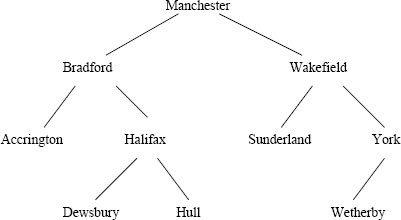 Manchester
Bradford Wakefield
Accrington Halifax Sunderland York
Dewsbury Hull Wetherby